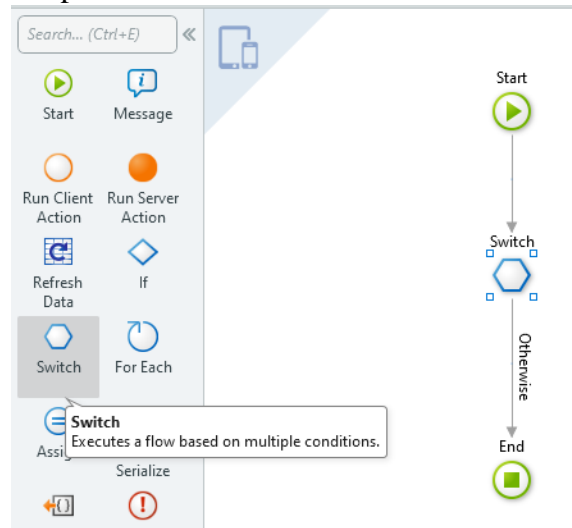 Search... (Ctrl+E)
Start
Message
Run Client
Action
Run Server
Action
Refresh
Data
If
Switch
For Each
Switch
Executes a flow based on multiple conditions.
Assig
Serialize
Start
Switch
Otherwise
End